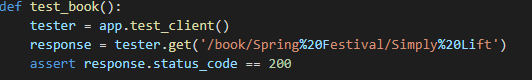 def test_book():
    tester = app.test_client()
    response = tester.get('/book/Spring%20Festival/Simply%20Lift')
    assert response.status_code == 200